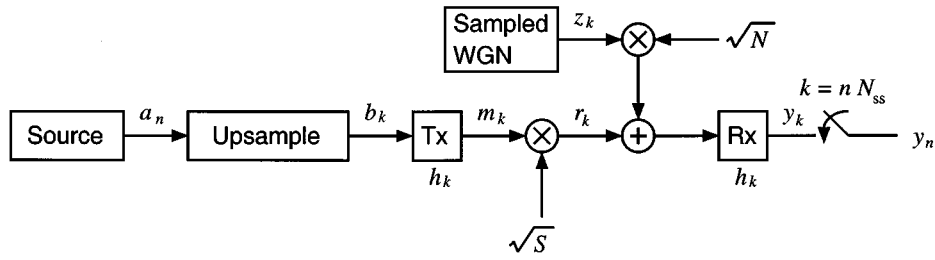 Sampled
WGN
z_k
√N
Source
a_n
Upsample
b_k
Tx
h_k
m_k
r_k
√S
Rx
h_k
y_k
k = n N_ss
y_n